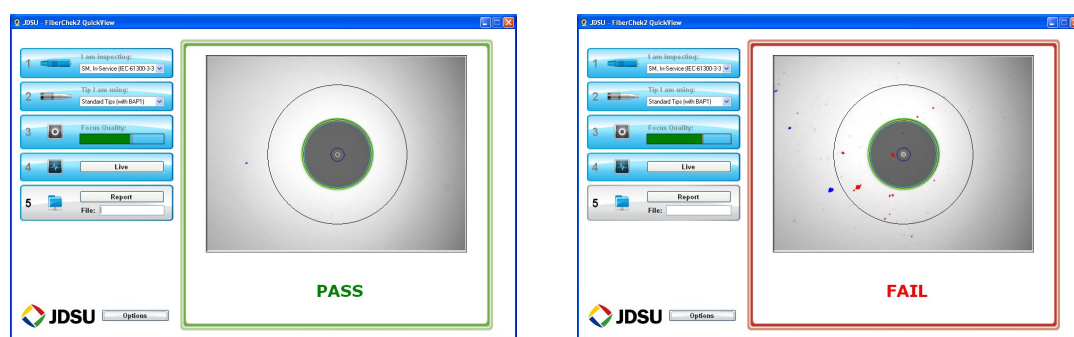 JDSU - FiberChek2 QuickView
1
I am inspecting:
SM, In-Service (IEC-61300-3-3
2
Tip I am using:
Standard Tips (with BAP1)
3
Focus Quality:
4
Live
5
Report
File:
PASS
JDSU
Options
JDSU - FiberChek2 QuickView
1
I am inspecting:
SM, In-Service (IEC-61300-3-3
2
Tip I am using:
Standard Tips (with BAP1)
3
Focus Quality:
4
Live
5
Report
File:
FAIL
JDSU
Options